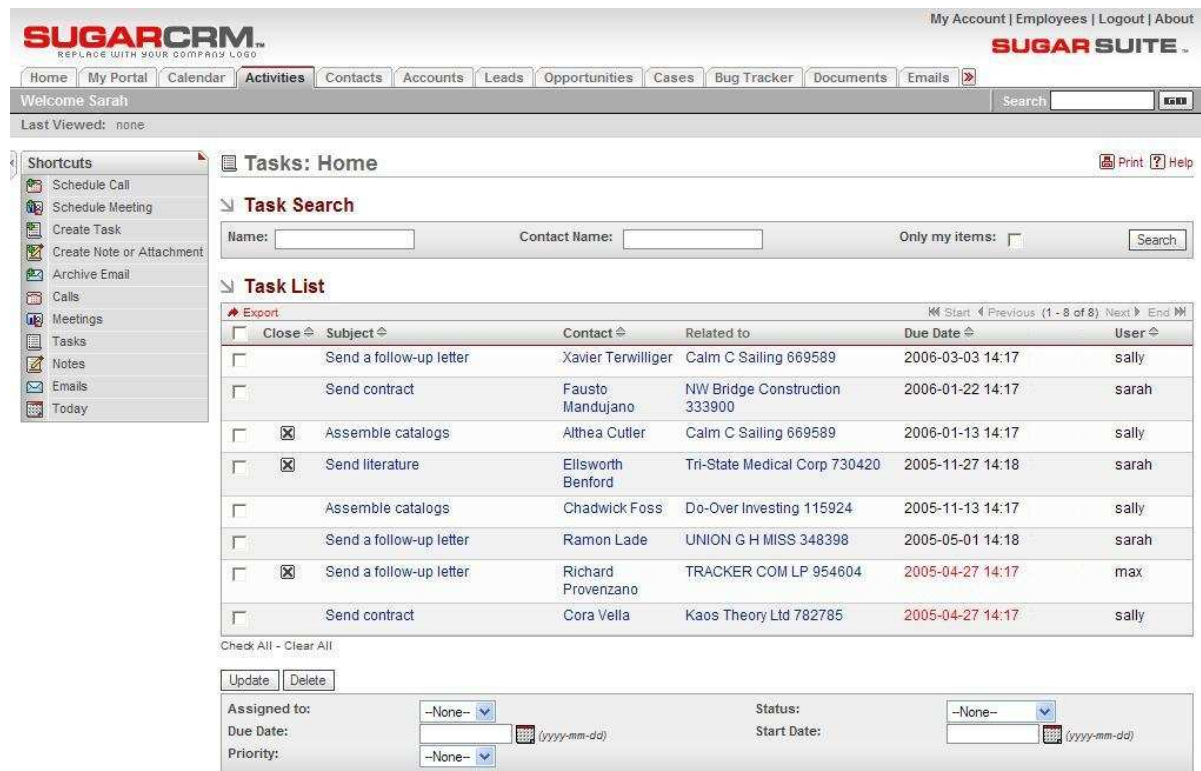 My Account | Employees | Logout | About
SUGARCRM™
REPLACE WITH YOUR COMPANY LOGO
SUGAR SUITE
Home My Portal Calendar Activities Contacts Accounts Leads Opportunities Cases Bug Tracker Documents Emails
Welcome Sarah Search GO
Last Viewed: none
Shortcuts
Schedule Call
Schedule Meeting
Create Task
Create Note or Attachment
Archive Email
Calls
Meetings
Tasks
Notes
Emails
Today
Tasks: Home Print ? Help
Task Search
Name: Contact Name: Only my items: Search
Task List
Export Start Previous (1 - 8 of 8) Next End
Close Subject Contact Related to Due Date User
Send a follow-up letter Xavier Terwilliger Calm C Sailing 669589 2006-03-03 14:17 sally
Send contract Fausto NW Bridge Construction 2006-01-22 14:17 sarah
Mandujano 333900
Assemble catalogs Althea Cutler Calm C Sailing 669589 2006-01-13 14:17 sally
Send literature Ellsworth Tri-State Medical Corp 730420 2005-11-27 14:18 sarah
Benford
Assemble catalogs Chadwick Foss Do-Over Investing 115924 2005-11-13 14:17 sally
Send a follow-up letter Ramon Lade UNION G H MISS 348398 2005-05-01 14:18 sarah
Send a follow-up letter Richard TRACKER COM LP 954604 2005-04-27 14:17 max
Provenzano
Send contract Cora Vella Kaos Theory Ltd 782785 2005-04-27 14:17 sally
Check All - Clear All
Update Delete
Assigned to: --None-- Status: --None--
Due Date: (yyyy-mm-dd) Start Date: (yyyy-mm-dd)
Priority: --None--